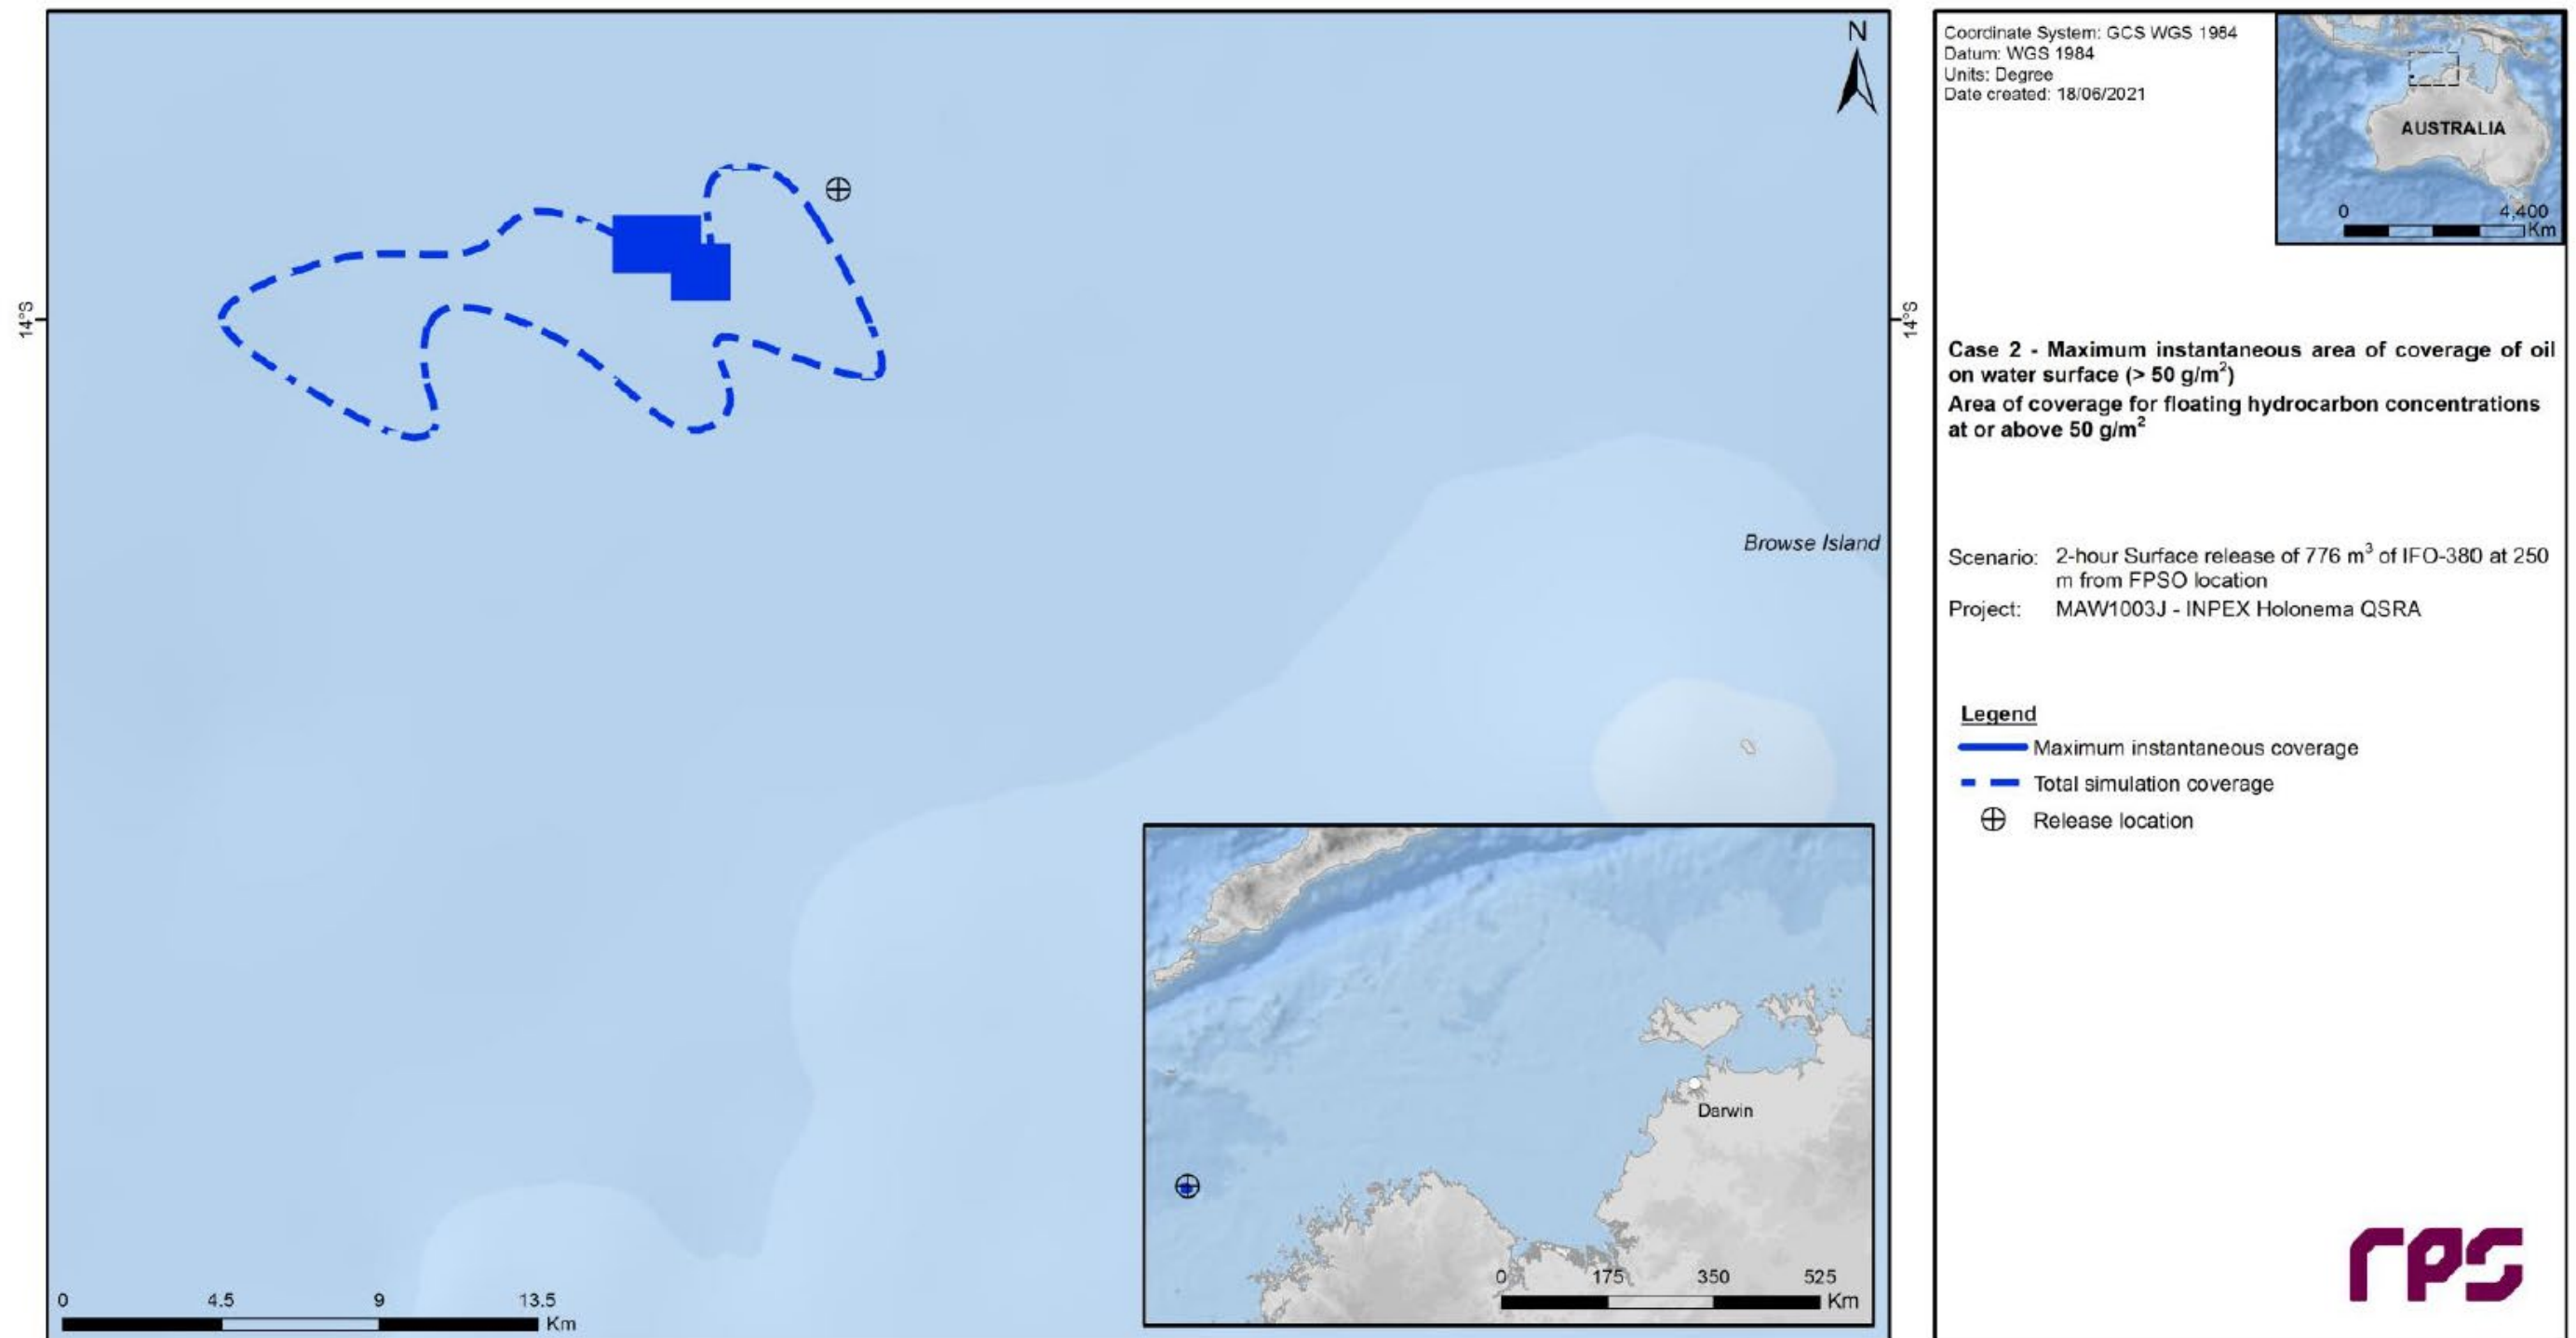 N
14°S
14°S
Browse Island
0 4.5 9 13.5
Km
Darwin
0 175 350 525
Km
Coordinate System: GCS WGS 1984
Datum: WGS 1984
Units: Degree
Date created: 18/06/2021
AUSTRALIA
0 4,400
Km
Case 2 - Maximum instantaneous area of coverage of oil
on water surface (> 50 g/m²)
Area of coverage for floating hydrocarbon concentrations
at or above 50 g/m²
Scenario: 2-hour Surface release of 776 m³ of IFO-380 at 250
m from FPSO location
Project: MAW1003J - INPEX Holonema QSRA
Legend
Maximum instantaneous coverage
Total simulation coverage
Release location
rps